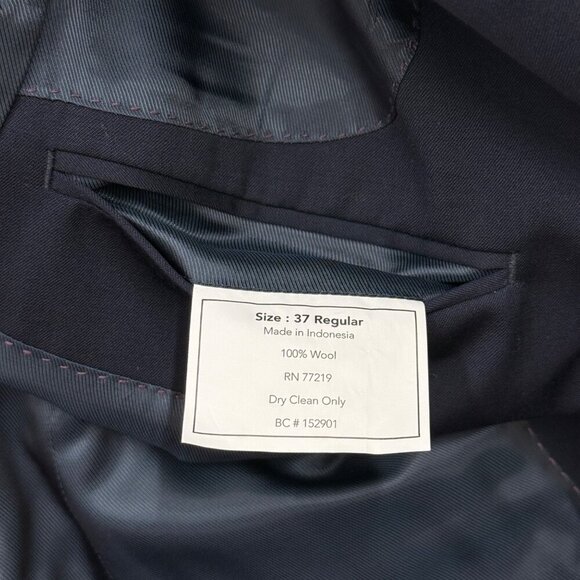 Size : 37 Regular
Made in Indonesia
100% Wool
RN 77219
Dry Clean Only
BC # 152901